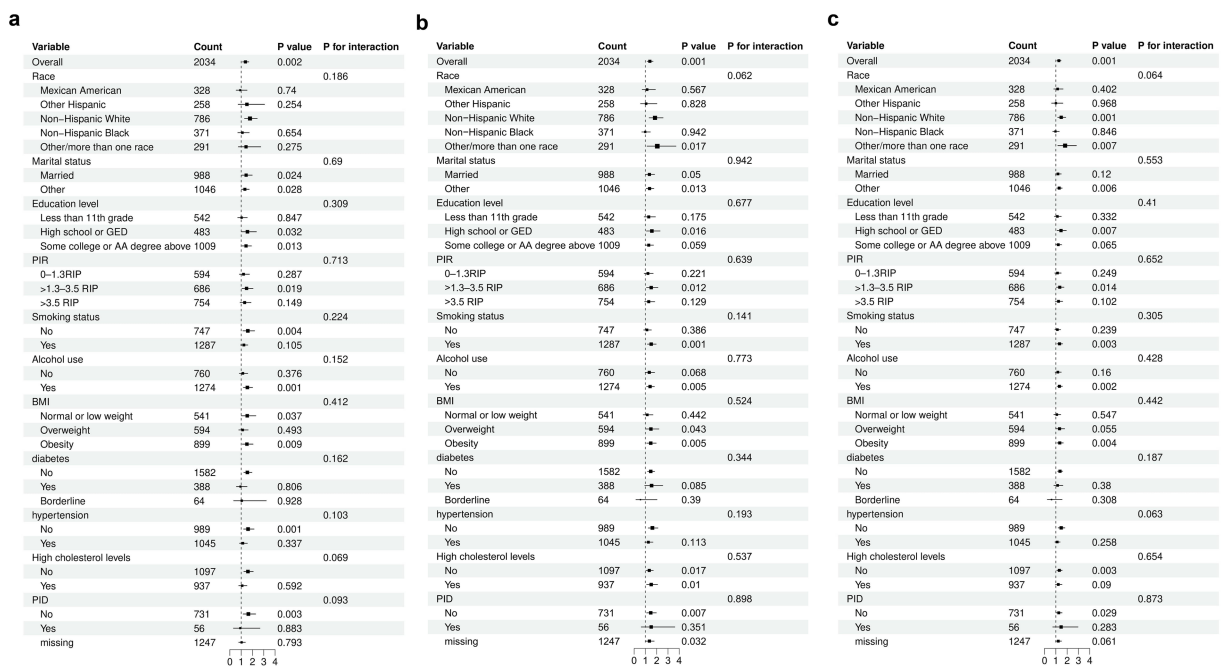 a
Variable Count P value P for interaction
Overall 2034 0.002
Race 0.186
Mexican American 328 0.74
Other Hispanic 258 0.254
Non−Hispanic White 786
Non−Hispanic Black 371 0.654
Other/more than one race 291 0.275
Marital status 0.69
Married 988 0.024
Other 1046 0.028
Education level 0.309
Less than 11th grade 542 0.847
High school or GED 483 0.032
Some college or AA degree above 1009 0.013
PIR 0.713
0−1.3RIP 594 0.287
>1.3−3.5 RIP 686 0.019
>3.5 RIP 754 0.149
Smoking status 0.224
No 747 0.004
Yes 1287 0.105
Alcohol use 0.152
No 760 0.376
Yes 1274 0.001
BMI 0.412
Normal or low weight 541 0.037
Overweight 594 0.493
Obesity 899 0.009
diabetes 0.162
No 1582
Yes 388 0.806
Borderline 64 0.928
hypertension 0.103
No 989 0.001
Yes 1045 0.337
High cholesterol levels 0.069
No 1097
Yes 937 0.592
PID 0.093
No 731 0.003
Yes 56 0.883
missing 1247 0.793
0 1 2 3 4
b
Variable Count P value P for interaction
Overall 2034 0.001
Race 0.062
Mexican American 328 0.567
Other Hispanic 258 0.828
Non−Hispanic White 786
Non−Hispanic Black 371 0.942
Other/more than one race 291 0.017
Marital status 0.942
Married 988 0.05
Other 1046 0.013
Education level 0.677
Less than 11th grade 542 0.175
High school or GED 483 0.016
Some college or AA degree above 1009 0.059
PIR 0.639
0−1.3RIP 594 0.221
>1.3−3.5 RIP 686 0.012
>3.5 RIP 754 0.129
Smoking status 0.141
No 747 0.386
Yes 1287 0.001
Alcohol use 0.773
No 760 0.068
Yes 1274 0.005
BMI 0.524
Normal or low weight 541 0.442
Overweight 594 0.043
Obesity 899 0.005
diabetes 0.344
No 1582
Yes 388 0.085
Borderline 64 0.39
hypertension 0.193
No 989
Yes 1045 0.113
High cholesterol levels 0.537
No 1097 0.017
Yes 937 0.01
PID 0.898
No 731 0.007
Yes 56 0.351
missing 1247 0.032
0 1 2 3 4
c
Variable Count P value P for interaction
Overall 2034 0.001
Race 0.064
Mexican American 328 0.402
Other Hispanic 258 0.968
Non−Hispanic White 786 0.001
Non−Hispanic Black 371 0.846
Other/more than one race 291 0.007
Marital status 0.553
Married 988 0.12
Other 1046 0.006
Education level 0.41
Less than 11th grade 542 0.332
High school or GED 483 0.007
Some college or AA degree above 1009 0.065
PIR 0.652
0−1.3RIP 594 0.249
>1.3−3.5 RIP 686 0.014
>3.5 RIP 754 0.102
Smoking status 0.305
No 747 0.239
Yes 1287 0.003
Alcohol use 0.428
No 760 0.16
Yes 1274 0.002
BMI 0.442
Normal or low weight 541 0.547
Overweight 594 0.055
Obesity 899 0.004
diabetes 0.187
No 1582
Yes 388 0.38
Borderline 64 0.308
hypertension 0.063
No 989
Yes 1045 0.258
High cholesterol levels 0.654
No 1097 0.003
Yes 937 0.09
PID 0.873
No 731 0.029
Yes 56 0.283
missing 1247 0.061
0 1 2 3 4